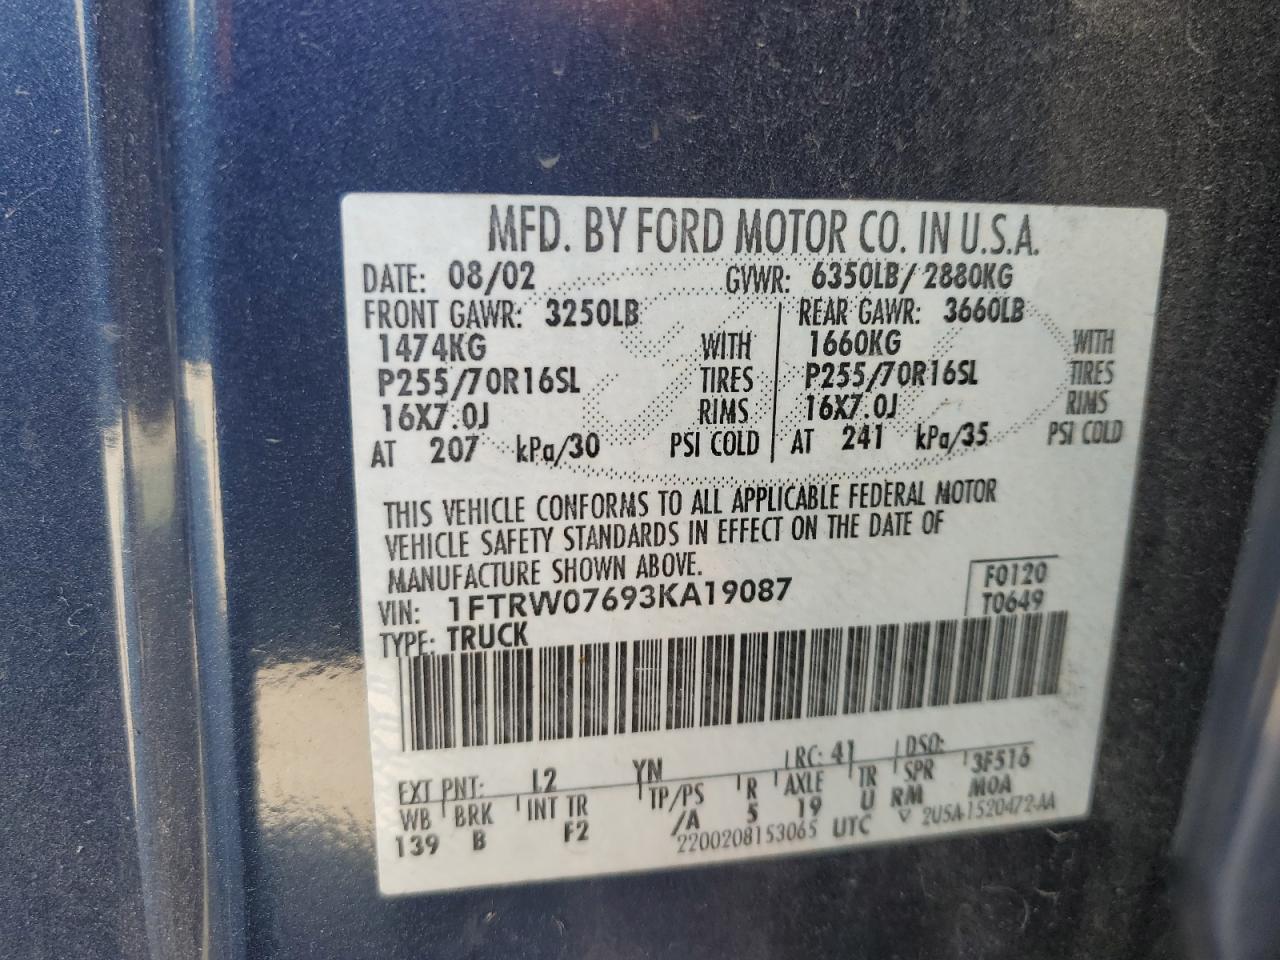 MFD. BY FORD MOTOR CO. IN U.S.A.
DATE: 08/02 GVWR: 6350LB/ 2880KG
FRONT GAWR: 3250LB REAR GAWR: 3660LB
1474KG WITH 1660KG WITH
P255/70R16SL TIRES P255/70R16SL TIRES
16X7.0J RIMS 16X7.0J RIMS
AT 207 kPa/30 PSI COLD AT 241 kPa/35 PSI COLD
THIS VEHICLE CONFORMS TO ALL APPLICABLE FEDERAL MOTOR
VEHICLE SAFETY STANDARDS IN EFFECT ON THE DATE OF
MANUFACTURE SHOWN ABOVE.
VIN: 1FTRW07693KA19087 F0120
TYPE: TRUCK T0649
EXT PNT: L2 YN RC: 41 DSO: 3F516
WB BRK INT TR TP/PS R AXLE TR SPR M0A
139 B F2 /A 5 19 U RM
2200208153065 UTC ▽ 2U5A-1520472-AA